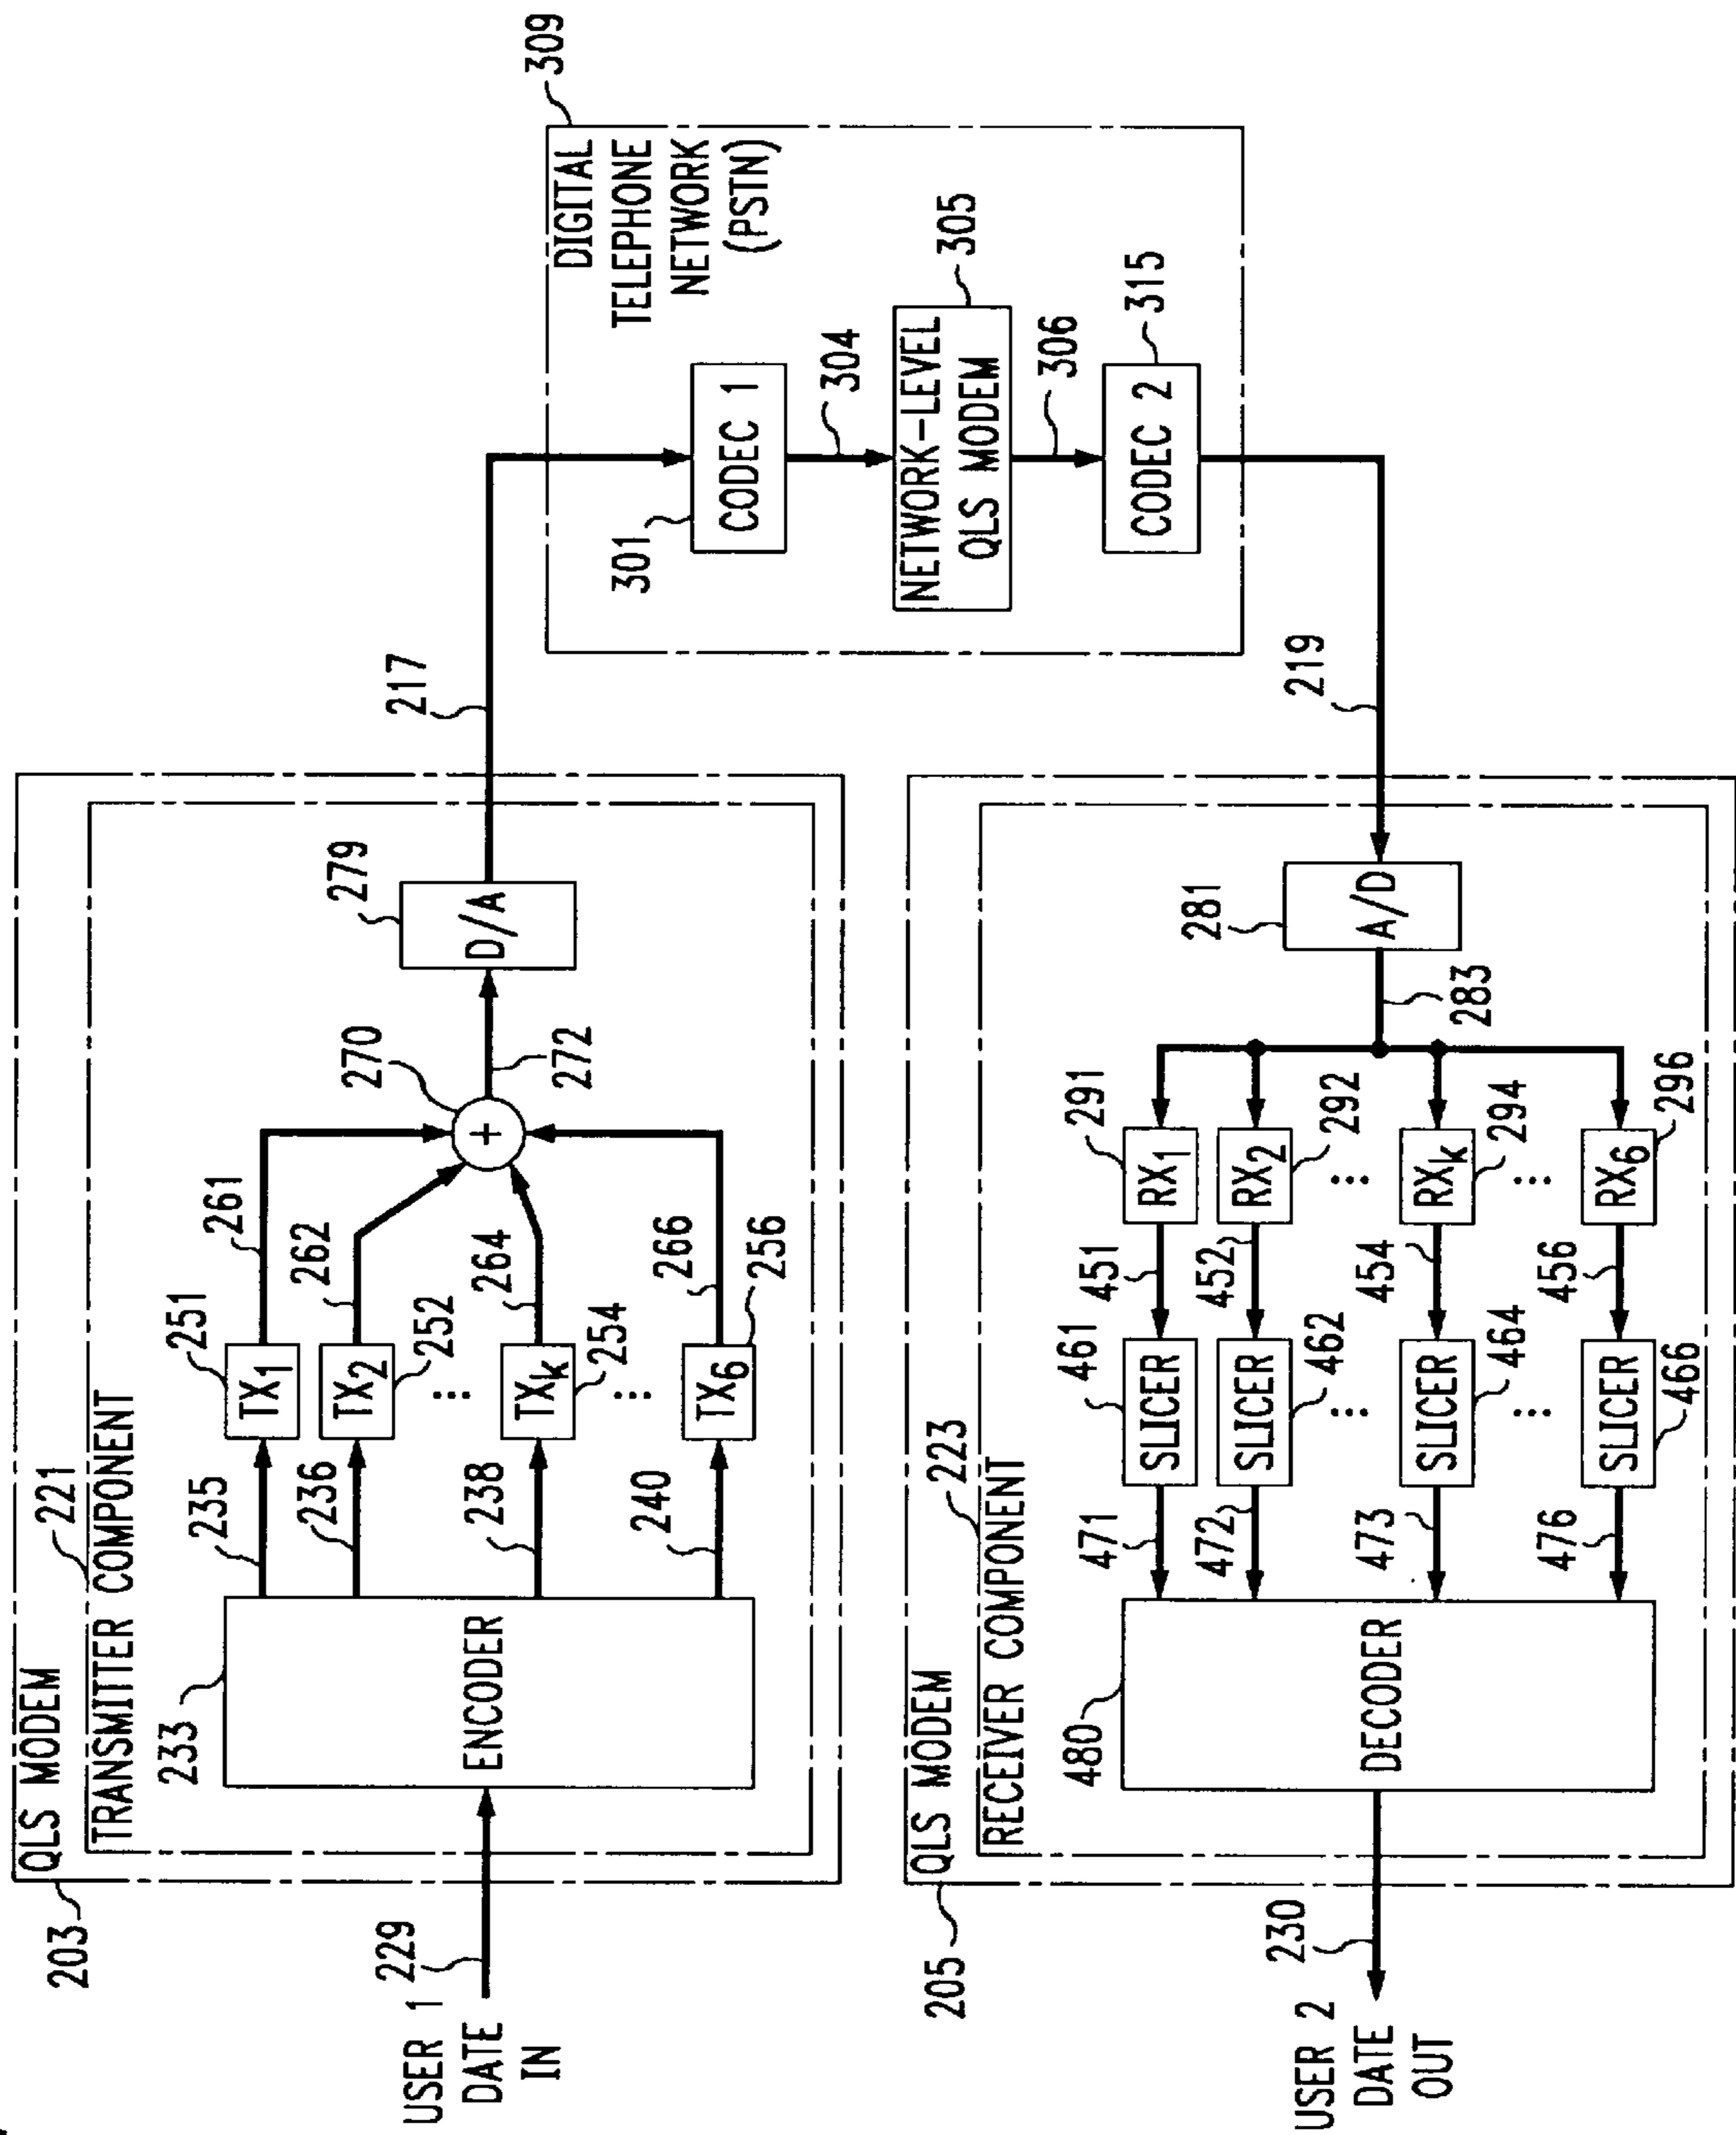 203
QLS MODEM
221
TRANSMITTER COMPONENT
USER 1
DATE
IN
229
233
ENCODER
235
236
238
240
251
TX1
TX2
252
⋮
TXk
254
⋮
TX6
256
261
262
264
266
270
+
272
279
D/A
217
309
DIGITAL
TELEPHONE
NETWORK
(PSTN)
301
CODEC 1
304
NETWORK-LEVEL
QLS MODEM
305
306
CODEC 2
315
219
205
QLS MODEM
223
RECEIVER COMPONENT
281
A/D
283
291
RX1
RX2
292
⋮
RXk
294
⋮
RX6
296
451
452
454
456
461
SLICER
SLICER
462
⋮
SLICER
464
⋮
SLICER
466
471
472
473
476
480
DECODER
230
USER 2
DATE
OUT